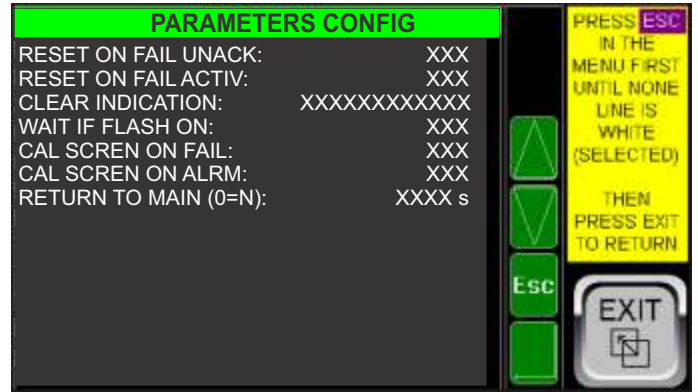 PARAMETERS CONFIG
RESET ON FAIL UNACK: XXX
RESET ON FAIL ACTIV: XXX
CLEAR INDICATION: XXXXXXXXXXXX
WAIT IF FLASH ON: XXX
CAL SCREN ON FAIL: XXX
CAL SCREN ON ALRM: XXX
RETURN TO MAIN (0=N): XXXX s
Esc
PRESS ESC
IN THE
MENU FIRST
UNTIL NONE
LINE IS
WHITE
(SELECTED)
THEN
PRESS EXIT
TO RETURN
EXIT